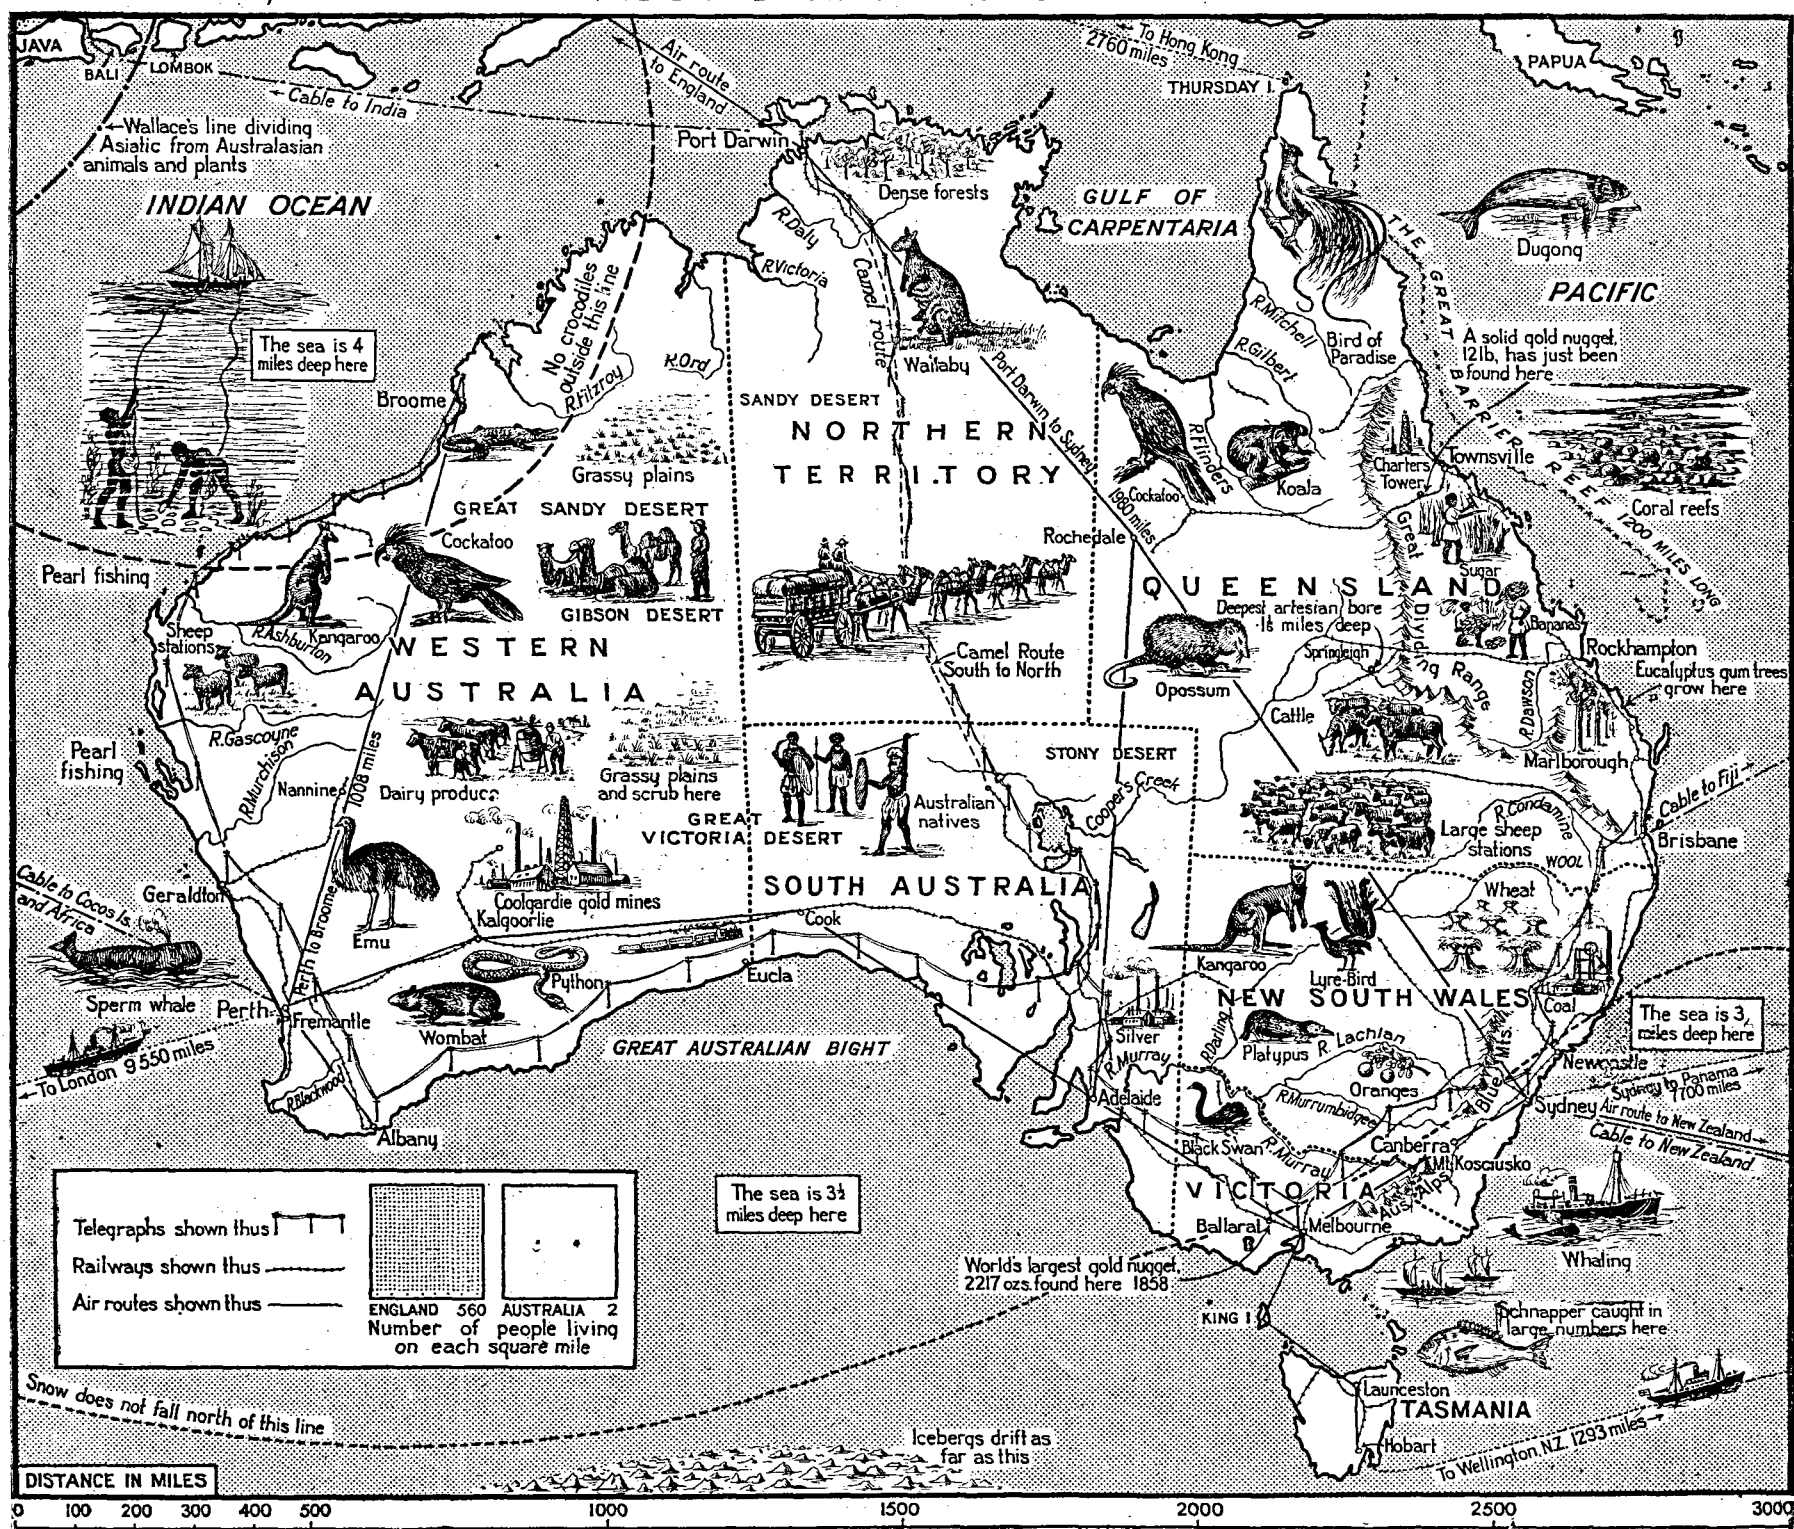 JAVA
BALI
LOMBOK
Cable to India
Wallace's line dividing
Asiatic from Australasian
animals and plants
INDIAN OCEAN
Air route
to England
To Hong Kong
2760 miles
THURSDAY I.
PAPUA
Port Darwin
Dense forests
R.Daly
R.Victoria
Camel route
GULF OF
CARPENTARIA
Dugong
PACIFIC
THE GREAT BARRIER REEF 1200 MILES LONG
The sea is 4
miles deep here
No crocodiles
outside this line
R.Fitzroy
R.Ord
Broome
Wallaby
Port Darwin to Sydney
1980 miles
R.Mitchell
R.Gilbert
Bird of
Paradise
A solid gold nugget,
12lb, has just been
found here
SANDY DESERT
NORTHERN
TERRITORY
Grassy plains
R.Flinders
Cockatoo
Koala
Charters
Tower
Townsville
Coral reefs
GREAT SANDY DESERT
Cockatoo
Rochedale
Great Dividing Range
Sugar
Pearl fishing
GIBSON DESERT
QUEENSLAND
Deepest artesian bore
miles deep
Bananas
Sheep
stations
R.Ashburton
Kangaroo
WESTERN
AUSTRALIA
Camel Route
South to North
Opossum
Springleigh
Rockhampton
Eucalyptus gum trees
grow here
Cattle
R.Dawson
R.Gascoyne
R.Murchison
Pearl
fishing
Nannine
1008 miles
Dairy produce
Grassy plains
and scrub here
STONY DESERT
Cooper's Creek
Marlborough
Cable to Fiji
GREAT
VICTORIA DESERT
Australian
natives
R.Condamine
Large sheep
stations
WOOL
Brisbane
Geraldton
Cable to Cocos Is.
and Africa
Emu
Coolgardie gold mines
Kalgoorlie
SOUTH AUSTRALIA
Cook
Wheat
Perth to Broome
Python
Eucla
Kangaroo
Lyre-Bird
Sperm whale
Perth
Fremantle
Wombat
NEW SOUTH WALES
Coal
The sea is 3
miles deep here
To London 9550 miles
GREAT AUSTRALIAN BIGHT
Silver
R.Murray
R.Darling
Platypus
R. Lachlan
Oranges
Blue Mts.
Newcastle
Sydney to Panama
7700 miles
R.Blackwood
Albany
Adelaide
Black Swan
R.Murrumbidgee
Canberra
Sydney
Air route to New Zealand
Cable to New Zealand
R.Murray
Mt.Kosciusko
Aus. Alps
VICTORIA
Ballarat
Melbourne
The sea is 3½
miles deep here
Whaling
Telegraphs shown thus
Railways shown thus
Air routes shown thus
ENGLAND 560
AUSTRALIA 2
Number of people living
on each square mile
World's largest gold nugget,
2217 ozs. found here 1858
KING I.
Schnapper caught in
large numbers here
Launceston
TASMANIA
Hobart
To Wellington, N.Z. 1293 miles
Snow does not fall north of this line
Icebergs drift as
far as this
DISTANCE IN MILES
0 100 200 300 400 500 1000 1500 2000 2500 3000